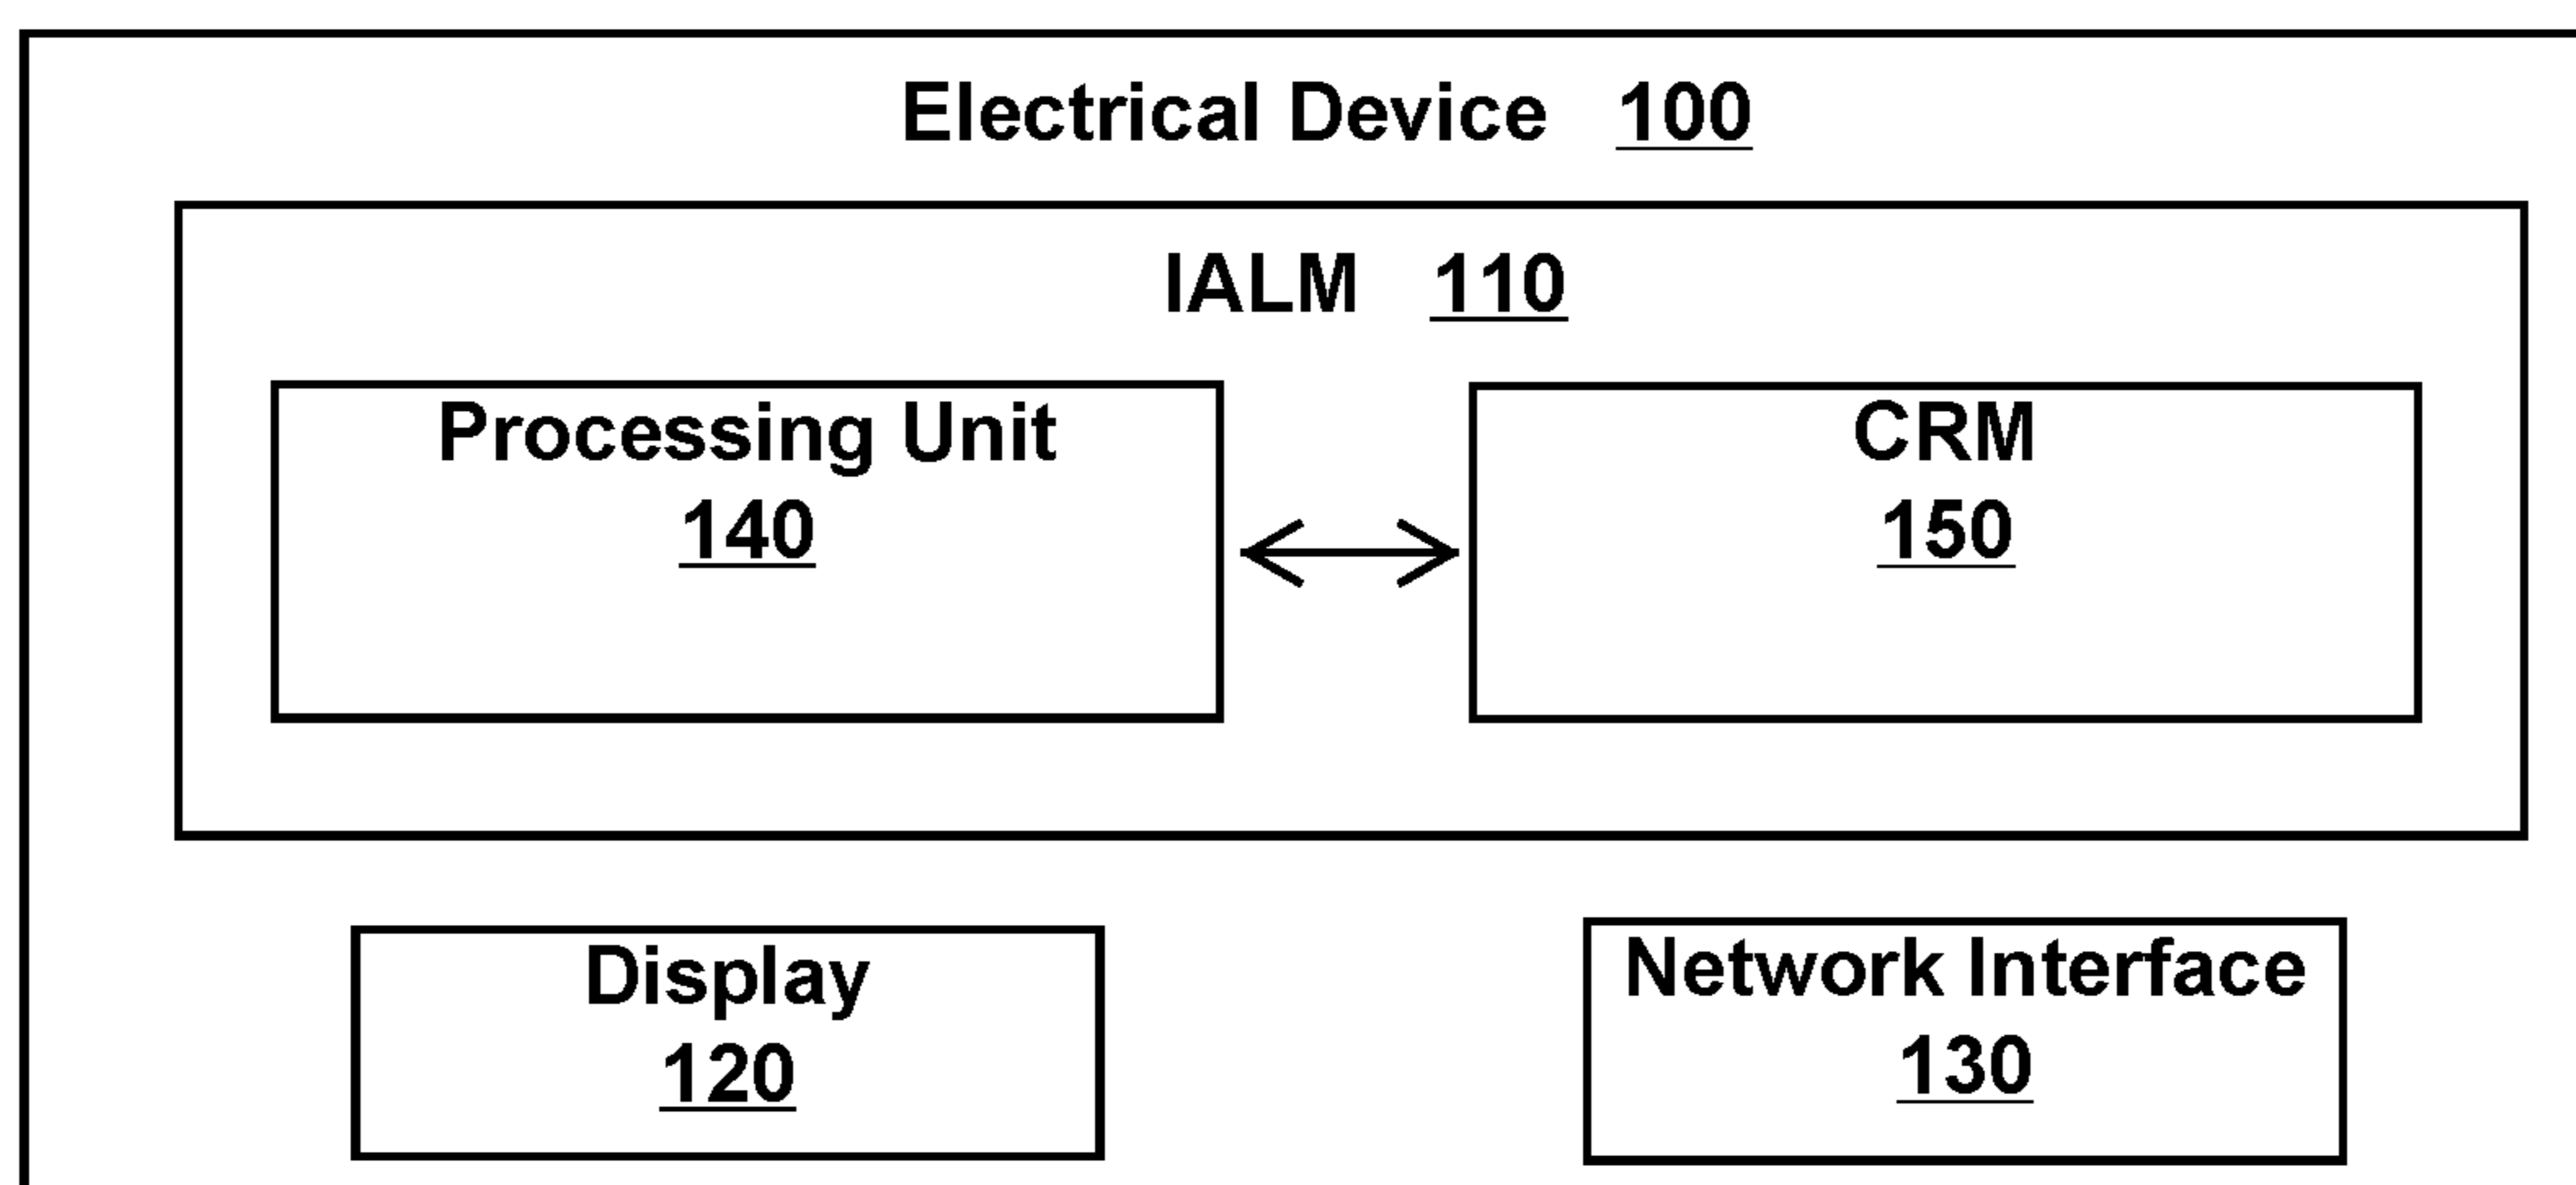 Electrical Device 100
IALM 110
Processing Unit
140
CRM
150
Display
120
Network Interface
130